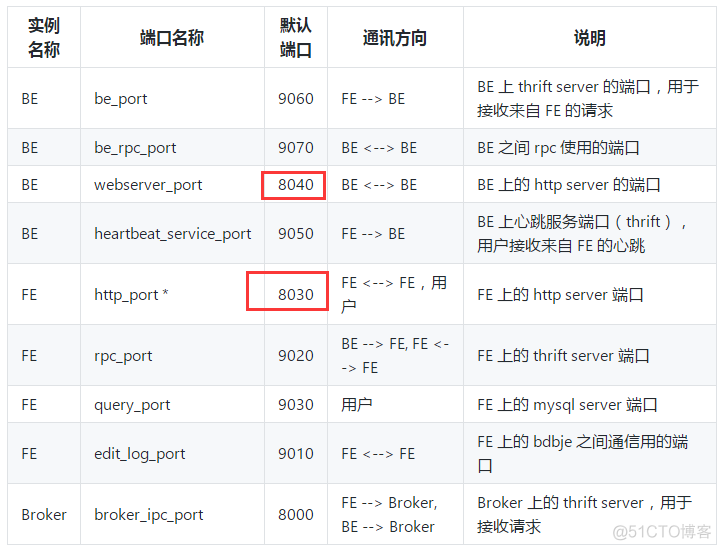 实例名称 端口名称 默认端口 通讯方向 说明
BE be_port 9060 FE --> BE BE 上 thrift server 的端口，用于接收来自 FE 的请求
BE be_rpc_port 9070 BE <--> BE BE 之间 rpc 使用的端口
BE webserver_port 8040 BE <--> BE BE 上的 http server 的端口
BE heartbeat_service_port 9050 FE --> BE BE 上心跳服务端口（thrift），用户接收来自 FE 的心跳
FE http_port * 8030 FE <--> FE，用户 FE 上的 http server 端口
FE rpc_port 9020 BE --> FE, FE <--> FE FE 上的 thrift server 端口
FE query_port 9030 用户 FE 上的 mysql server 端口
FE edit_log_port 9010 FE <--> FE FE 上的 bdbje 之间通信用的端口
Broker broker_ipc_port 8000 FE --> Broker, BE --> Broker Broker 上的 thrift server，用于接收请求
@51CTO博客